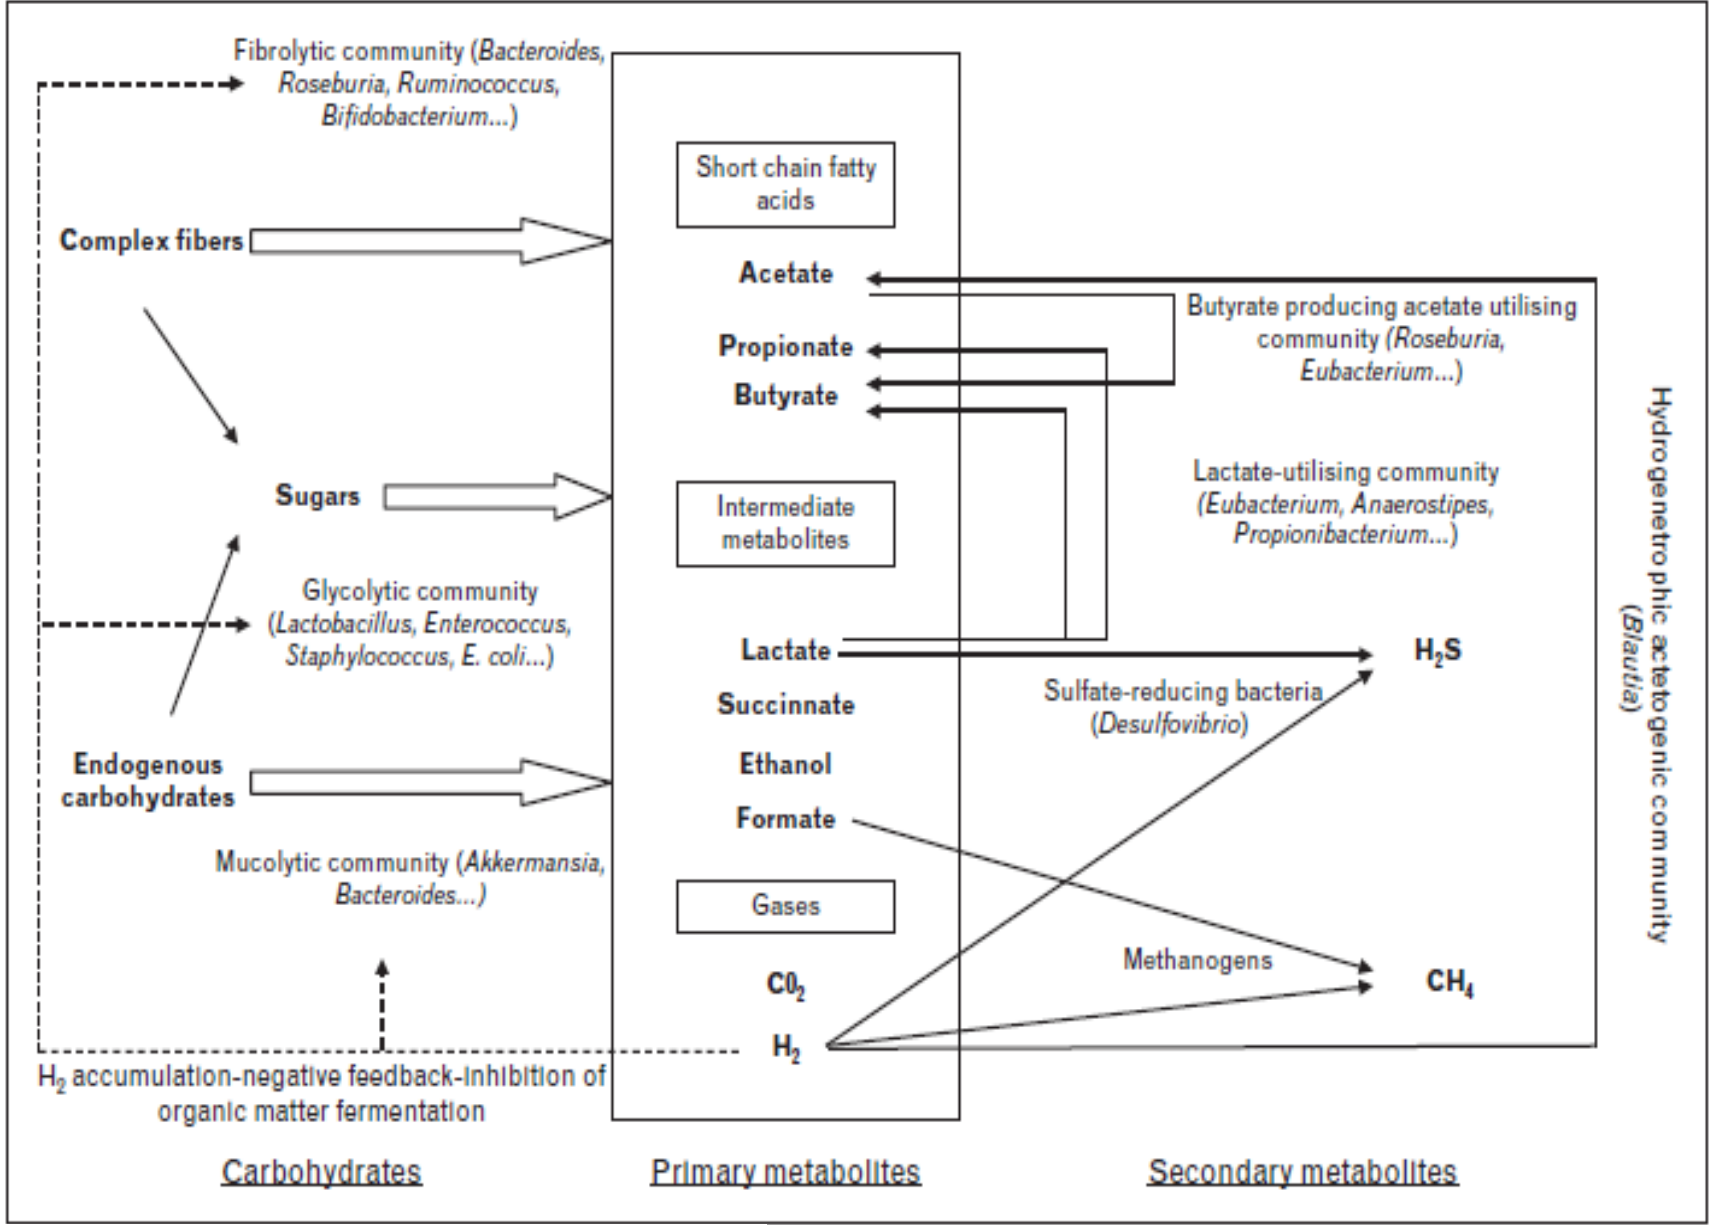 Fibrolytic community (Bacteroides,
Roseburia, Ruminococcus,
Bifidobacterium...)
Complex fibers
Sugars
Glycolytic community
(Lactobacillus, Enterococcus,
Staphylococcus, E. coli...)
Endogenous
carbohydrates
Mucolytic community (Akkermansia,
Bacteroides...)
H₂ accumulation-negative feedback-inhibition of
organic matter fermentation
Carbohydrates
Short chain fatty
acids
Acetate
Propionate
Butyrate
Intermediate
metabolites
Lactate
Succinnate
Ethanol
Formate
Gases
C0₂
H₂
Primary metabolites
Butyrate producing acetate utilising
community (Roseburia,
Eubacterium...)
Lactate-utilising community
(Eubacterium, Anaerostipes,
Propionibacterium...)
H₂S
Sulfate-reducing bacteria
(Desulfovibrio)
Methanogens
CH₄
Secondary metabolites
Hydrogenetrophic actetogenic community
(Blautia)